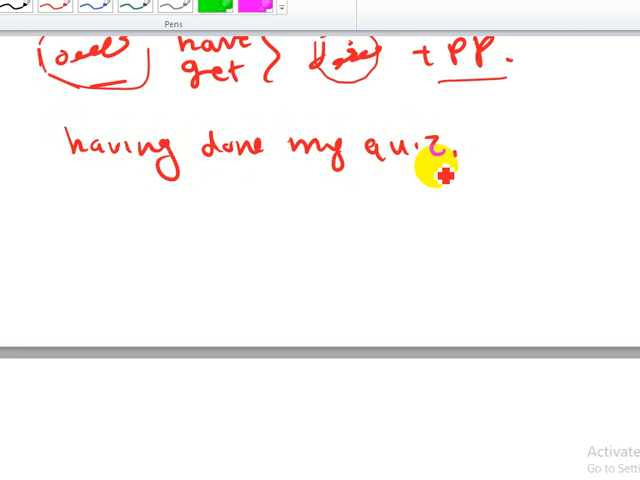 Pens
have
get + PP.
having done my quiz.
Activate
Go to Setti